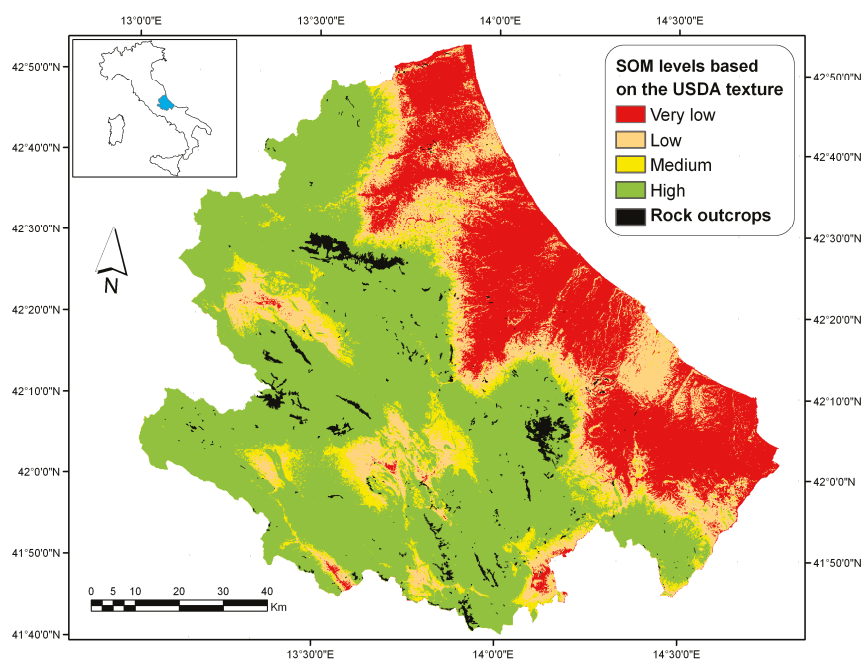 13°0'0"E 13°30'0"E 14°0'0"E 14°30'0"E
42°50'0"N
42°40'0"N
42°30'0"N
42°20'0"N
42°10'0"N
42°0'0"N
41°50'0"N
41°40'0"N
SOM levels based
on the USDA texture
Very low
Low
Medium
High
Rock outcrops
N
0 5 10 20 30 40
Km
42°50'0"N
42°40'0"N
42°30'0"N
42°20'0"N
42°10'0"N
42°0'0"N
41°50'0"N
13°30'0"E 14°0'0"E 14°30'0"E